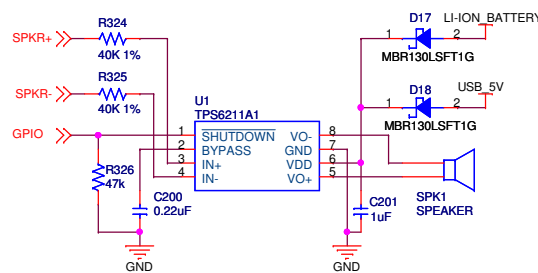 R324
SPKR+
40K 1%
R325
SPKR-
40K 1%
GPIO
R326
47k
C200
0.22uF
GND
U1
TPS6211A1
1 SHUTDOWN VO- 8
2 BYPASS GND 7
3 IN+ VDD 6
4 IN- VO+ 5
D17
LI-ION_BATTERY
1 2
MBR130LSFT1G
D18
USB_5V
1 2
MBR130LSFT1G
SPK1
SPEAKER
C201
1uF
GND